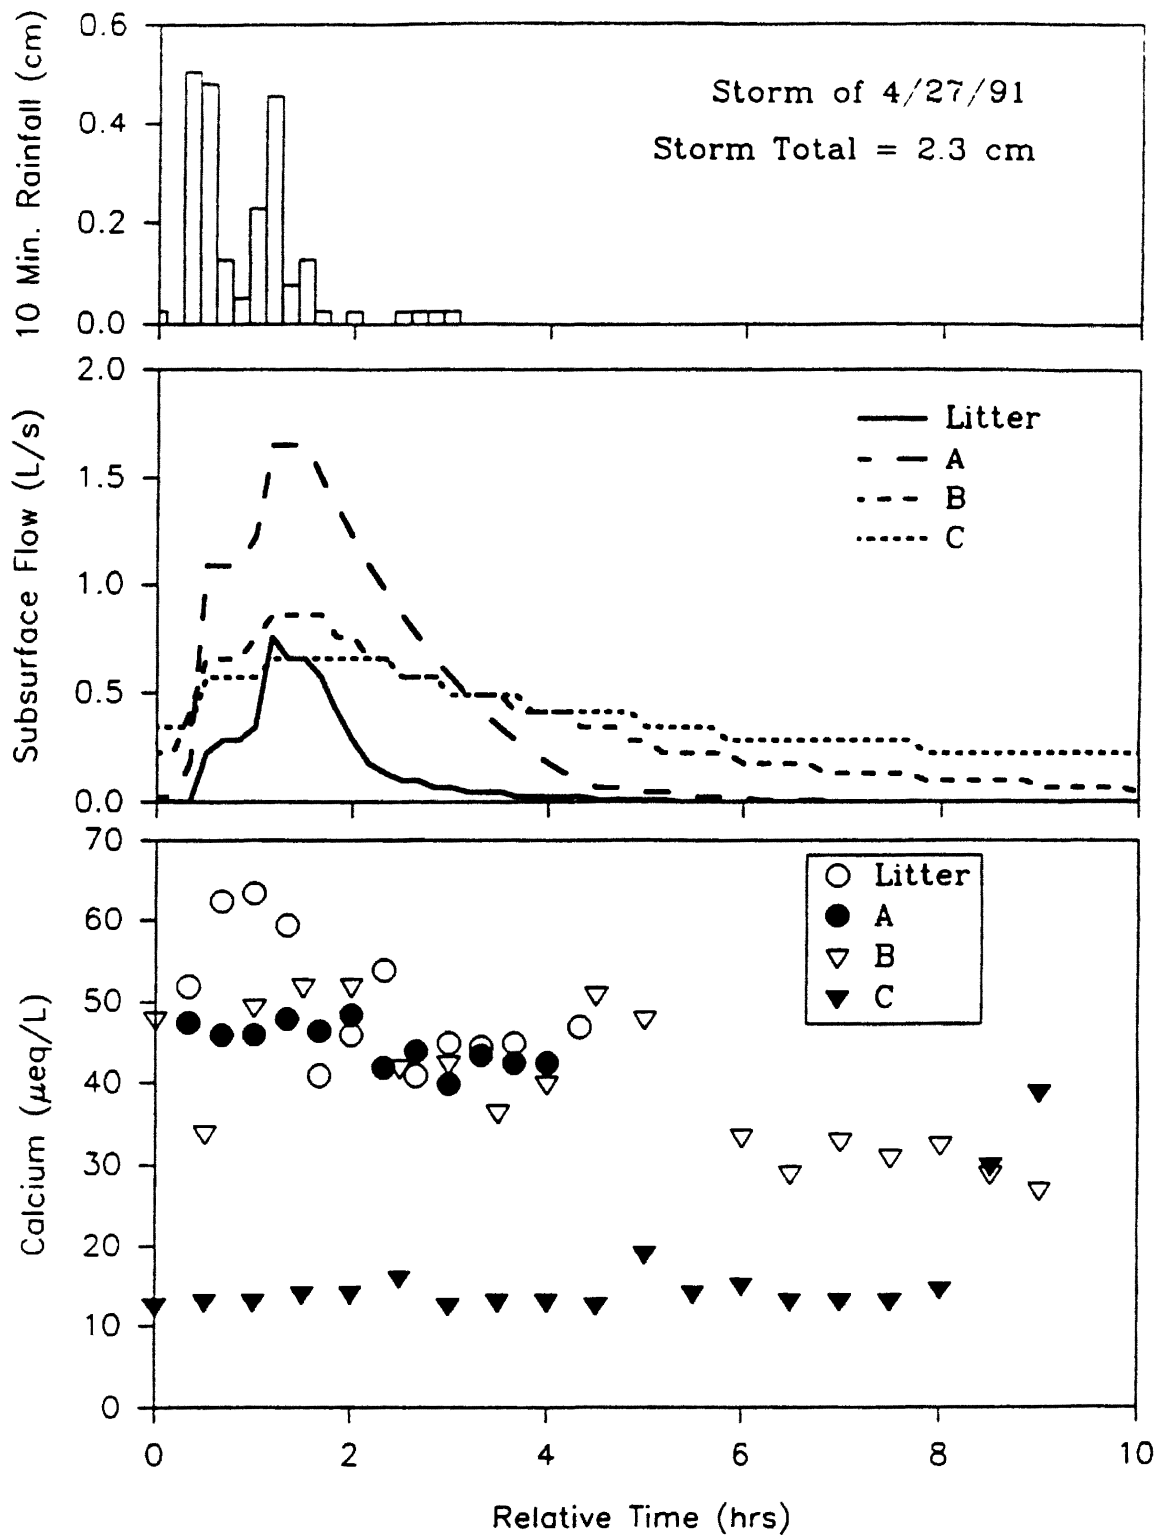 0.6
0.4
0.2
0.0
10 Min. Rainfall (cm)
Storm of 4/27/91
Storm Total = 2.3 cm
2.0
1.5
1.0
0.5
0.0
Subsurface Flow (L/s)
Litter
A
B
C
70
60
50
40
30
20
10
0
Calcium (μeq/L)
Litter
A
B
C
0 2 4 6 8 10
Relative Time (hrs)